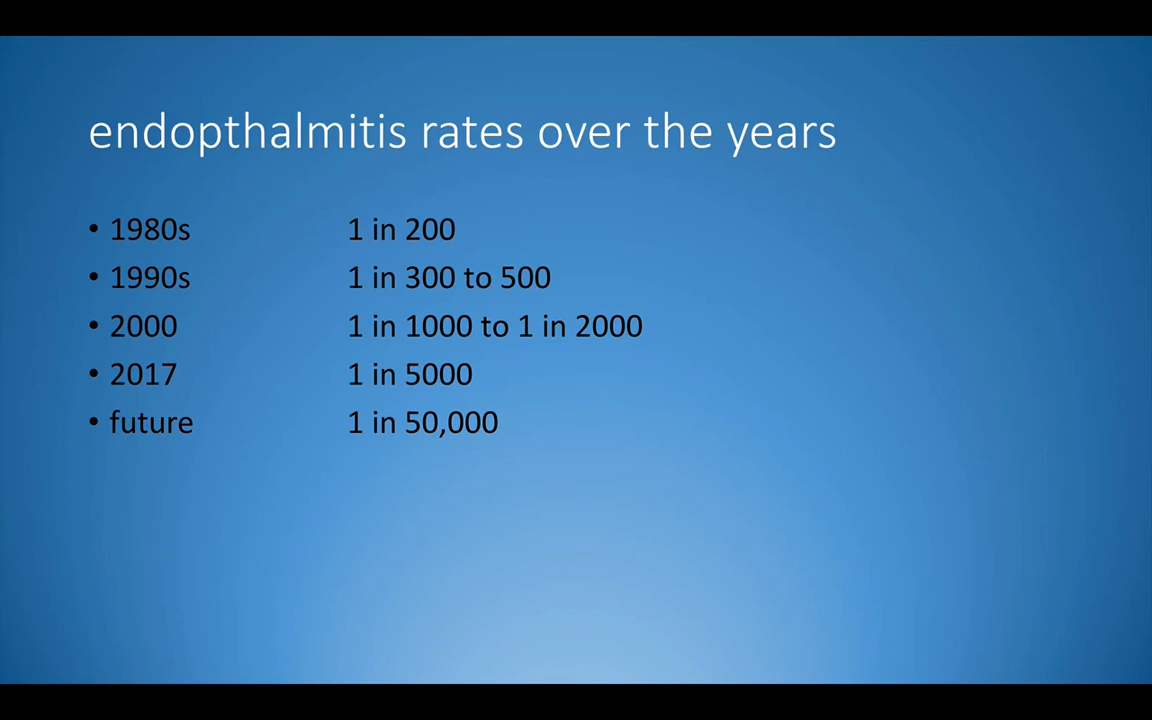 endopthalmitis rates over the years
• 1980s 1 in 200
• 1990s 1 in 300 to 500
• 2000 1 in 1000 to 1 in 2000
• 2017 1 in 5000
• future 1 in 50,000